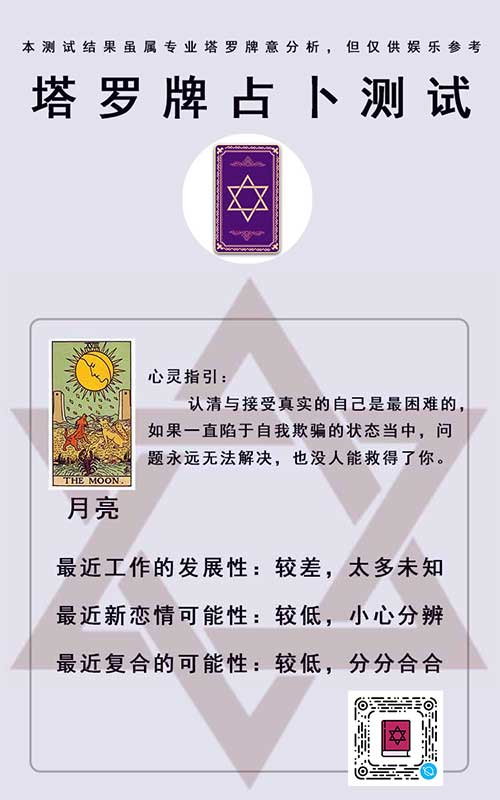 本测试结果虽属专业塔罗牌意分析，但仅供娱乐参考
塔罗牌占卜测试
心灵指引：
认清与接受真实的自己是最困难的，
如果一直陷于自我欺骗的状态当中，问
题永远无法解决，也没人能救得了你。
XVIII
THE MOON.
月亮
最近工作的发展性：较差，太多未知
最近新恋情可能性：较低，小心分辨
最近复合的可能性：较低，分分合合